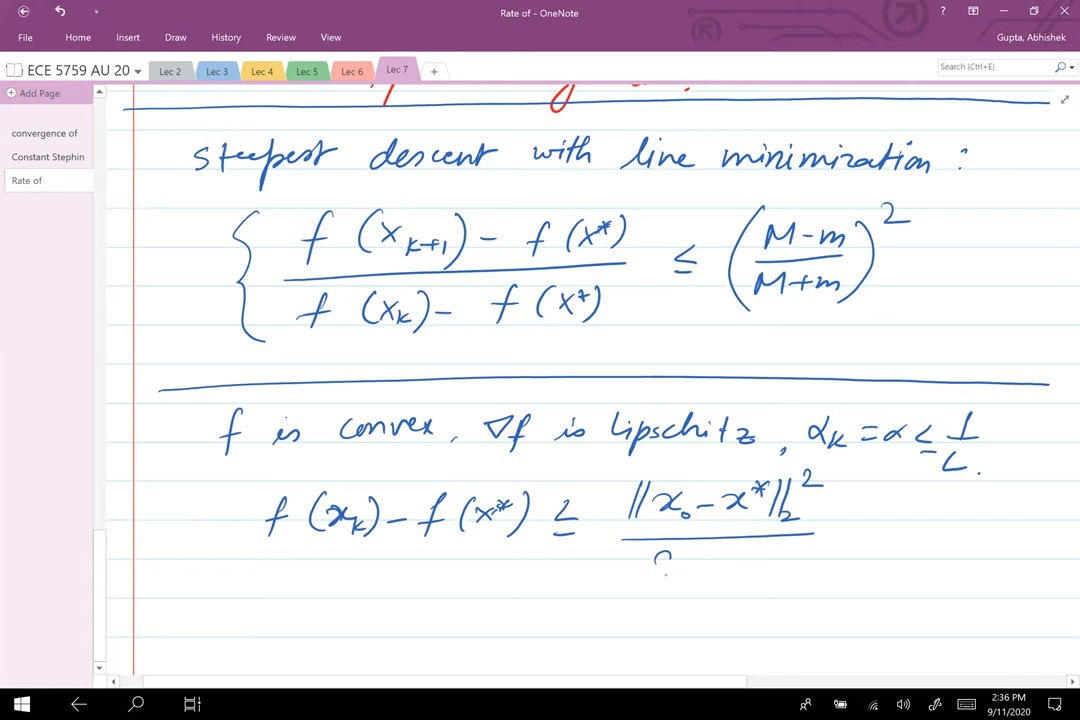 Rate of - OneNote
Gupta, Abhishek
File Home Insert Draw History Review View
ECE 5759 AU 20 Lec 2 Lec 3 Lec 4 Lec 5 Lec 6 Lec 7
Search (Ctrl+E)
Add Page
convergence of
Constant Stephin
Rate of
steepest descent with line minimization :
{ f (x_{k+1}) - f (x*) / f (x_k) - f (x*) ≤ (M-m / M+m)^2
f is convex, ∇f is Lipschitz, α_k = α ≤ 1/L.
f (x_k) - f (x*) ≤ ||x_0 - x*||_2^2
2:36 PM
9/11/2020